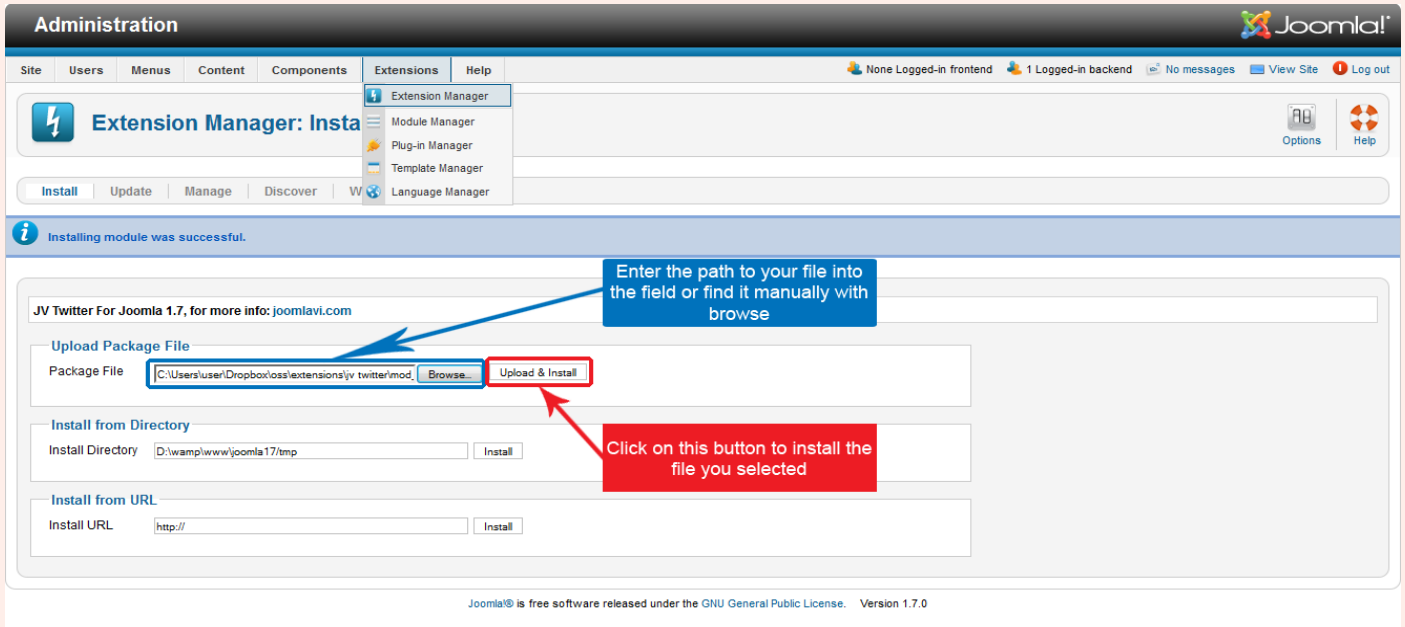 Administration
Joomla!
Site Users Menus Content Components Extensions Help
None Logged-in frontend 1 Logged-in backend No messages View Site Log out
Extension Manager
Extension Manager: Insta
Module Manager
Plug-in Manager
Template Manager
Language Manager
Options
Help
Install Update Manage Discover W
Installing module was successful.
Enter the path to your file into
the field or find it manually with
browse
JV Twitter For Joomla 1.7, for more info: joomlavi.com
Upload Package File
Package File C:\Users\user\Dropbox\oss\extensions\jv twitter\mod_ Browse... Upload & Install
Install from Directory
Install Directory D:\wamp\www\joomla17/tmp Install
Click on this button to install the
file you selected
Install from URL
Install URL http:// Install
Joomla!® is free software released under the GNU General Public License. Version 1.7.0